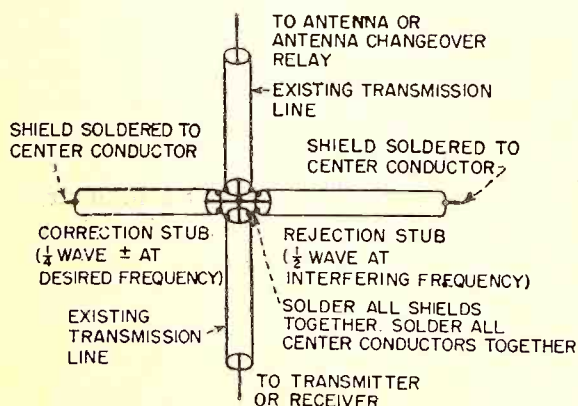 TO ANTENNA OR
ANTENNA CHANGEOVER
RELAY
EXISTING TRANSMISSION
LINE
SHIELD SOLDERED TO
CENTER CONDUCTOR
SHIELD SOLDERED TO
CENTER CONDUCTOR
CORRECTION STUB
(1/4 WAVE ± AT
DESIRED FREQUENCY)
REJECTION STUB
(1/2 WAVE AT
INTERFERING FREQUENCY)
SOLDER ALL SHIELDS
TOGETHER. SOLDER ALL
CENTER CONDUCTORS TOGETHER
EXISTING
TRANSMISSION
LINE
TO TRANSMITTER
OR RECEIVER